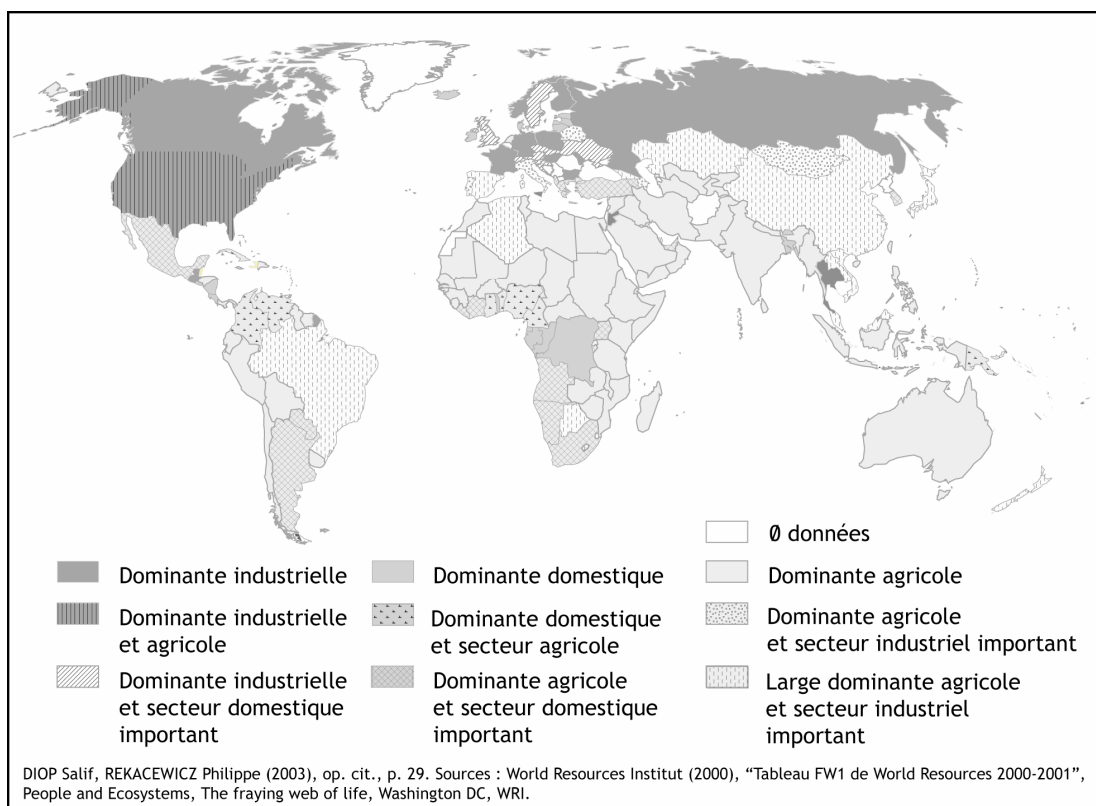 Ø données
Dominante industrielle
Dominante domestique
Dominante agricole
Dominante industrielle
et agricole
Dominante domestique
et secteur agricole
Dominante agricole
et secteur industriel important
Dominante industrielle
et secteur domestique
important
Dominante agricole
et secteur domestique
important
Large dominante agricole
et secteur industriel
important
DIOP Salif, REKACEWICZ Philippe (2003), op. cit., p. 29. Sources : World Resources Institut (2000), “Tableau FW1 de World Resources 2000-2001”,
People and Ecosystems, The fraying web of life, Washington DC, WRI.